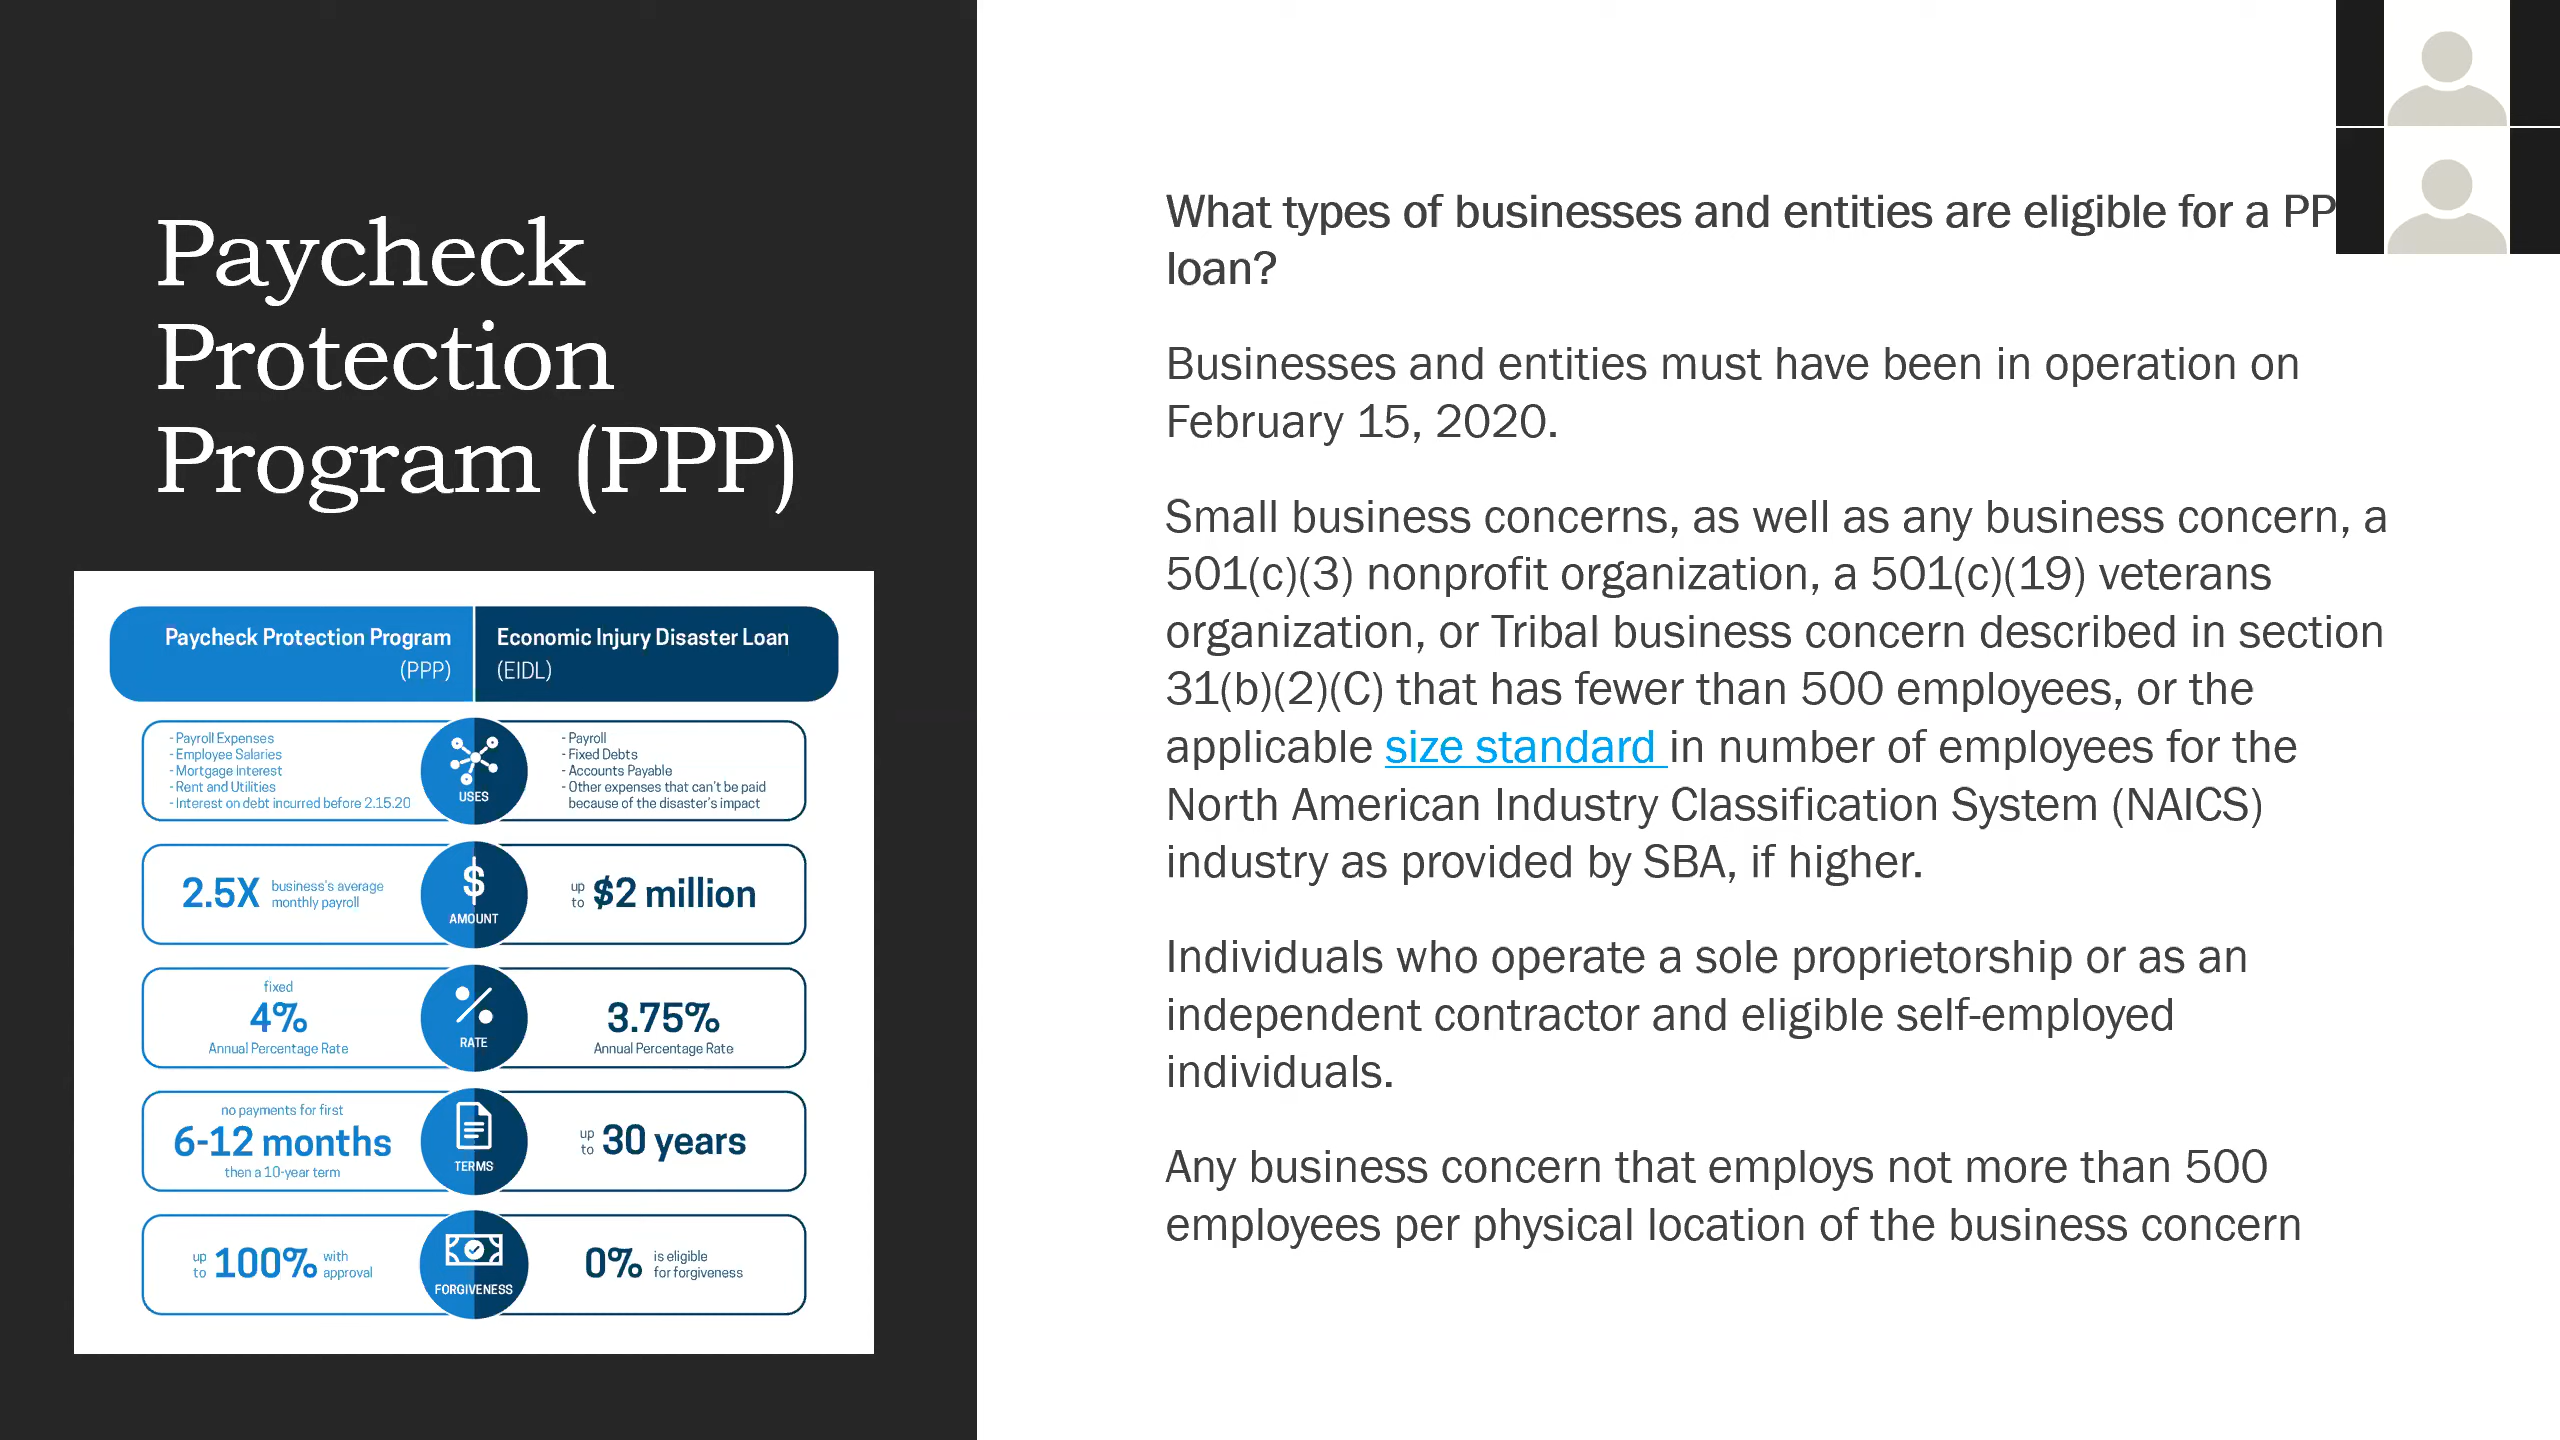 Paycheck
Protection
Program (PPP)
Paycheck Protection Program
(PPP)
Economic Injury Disaster Loan
(EIDL)
- Payroll Expenses
- Employee Salaries
- Mortgage Interest
- Rent and Utilities
- Interest on debt incurred before 2.15.20
USES
- Payroll
- Fixed Debts
- Accounts Payable
- Other expenses that can't be paid
because of the disaster's impact
2.5X business's average
monthly payroll
AMOUNT
up
to $2 million
fixed
4%
Annual Percentage Rate
RATE
3.75%
Annual Percentage Rate
no payments for first
6-12 months
then a 10-year term
TERMS
up
to 30 years
up
to 100% with
approval
FORGIVENESS
0% is eligible
for forgiveness
What types of businesses and entities are eligible for a PP
loan?
Businesses and entities must have been in operation on
February 15, 2020.
Small business concerns, as well as any business concern, a
501(c)(3) nonprofit organization, a 501(c)(19) veterans
organization, or Tribal business concern described in section
31(b)(2)(C) that has fewer than 500 employees, or the
applicable size standard in number of employees for the
North American Industry Classification System (NAICS)
industry as provided by SBA, if higher.
Individuals who operate a sole proprietorship or as an
independent contractor and eligible self-employed
individuals.
Any business concern that employs not more than 500
employees per physical location of the business concern